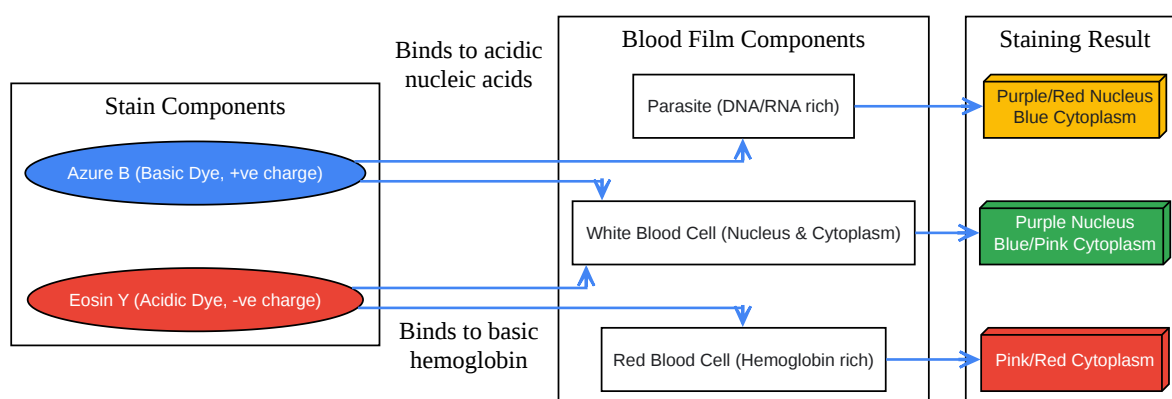 Stain Components
Azure B (Basic Dye, +ve charge)
Eosin Y (Acidic Dye, -ve charge)
Binds to acidic
nucleic acids
Binds to basic
hemoglobin
Blood Film Components
Parasite (DNA/RNA rich)
White Blood Cell (Nucleus & Cytoplasm)
Red Blood Cell (Hemoglobin rich)
Staining Result
Purple/Red Nucleus
Blue Cytoplasm
Purple Nucleus
Blue/Pink Cytoplasm
Pink/Red Cytoplasm